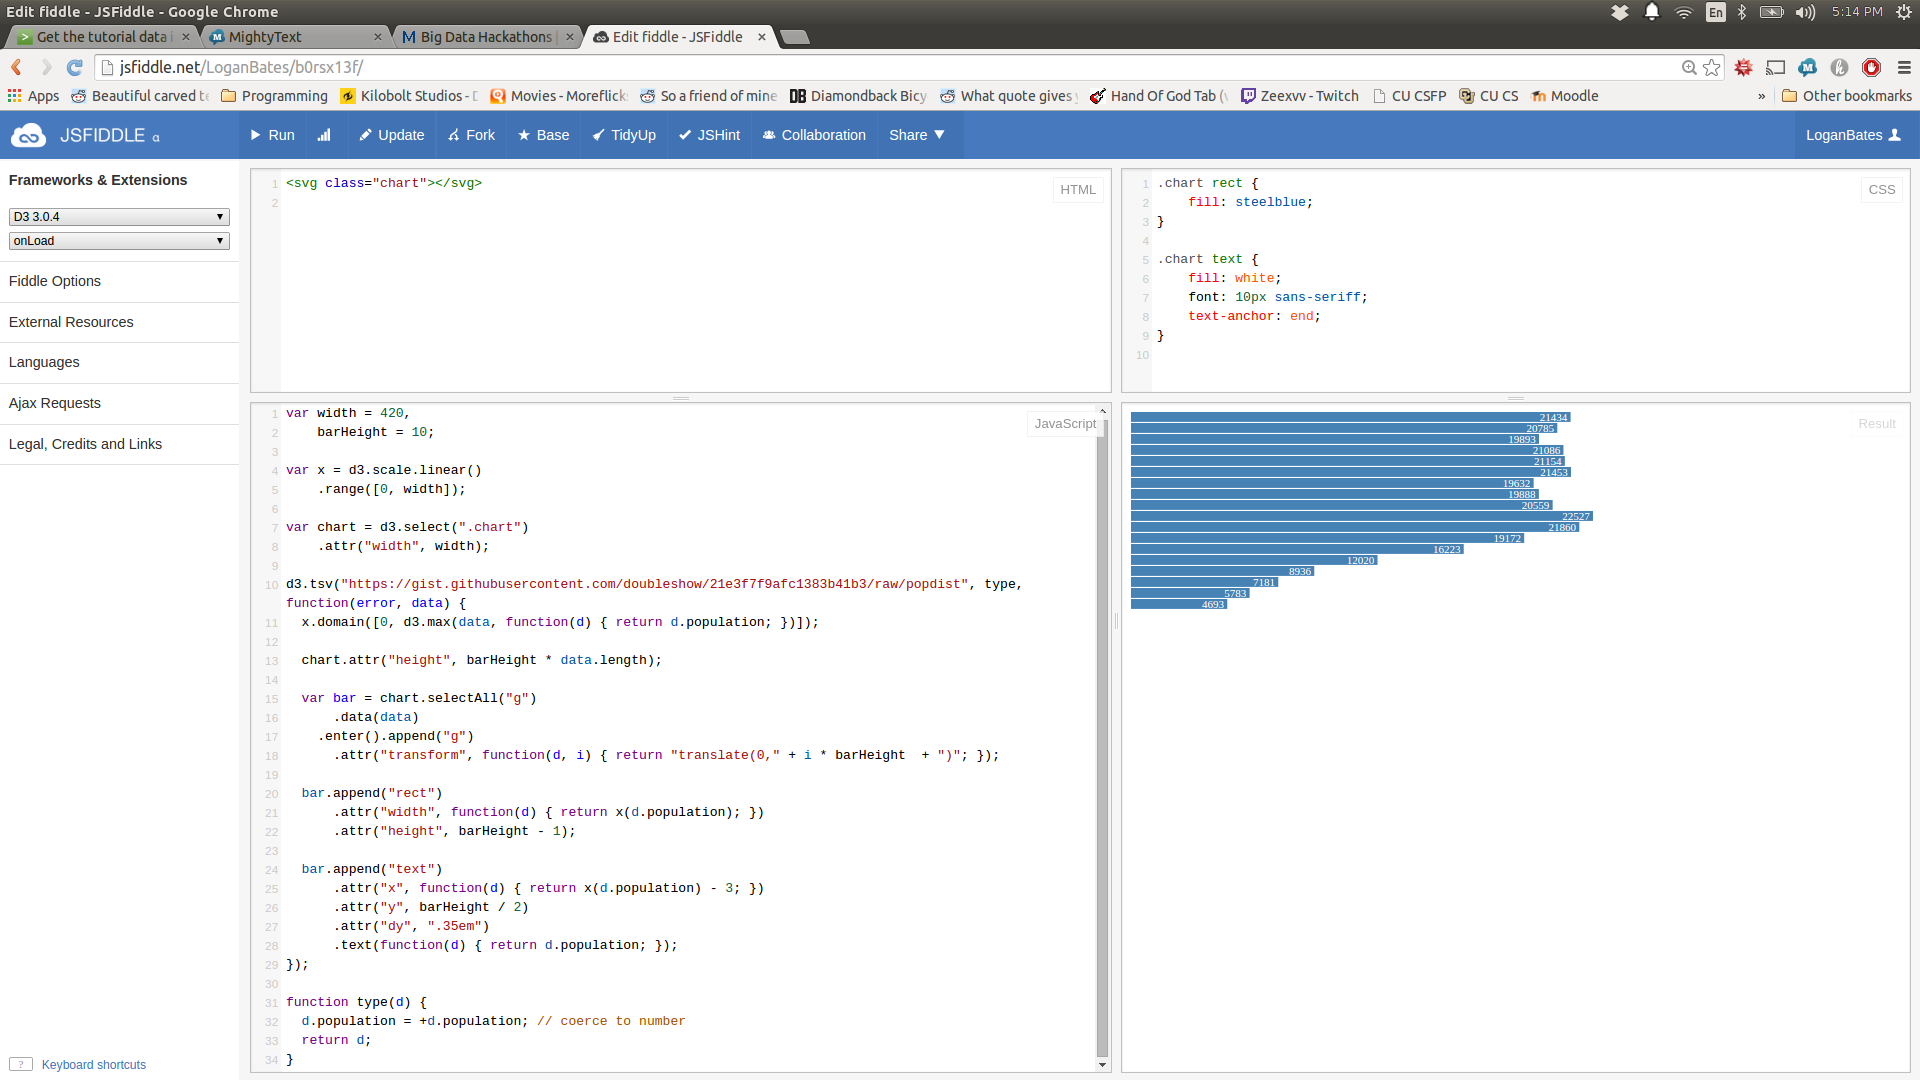 Edit fiddle - JSFiddle - Google Chrome
En
5:14 PM
Get the tutorial data i
MightyText
Big Data Hackathons |
Edit fiddle - JSFiddle
jsfiddle.net/LoganBates/b0rsx13f/
Apps
Beautiful carved te
Programming
Kilobolt Studios - D
Movies - Moreflick
So a friend of mine
Diamondback Bicy
What quote gives y
Hand Of God Tab (v
Zeexvv - Twitch
CU CSFP
CU CS
Moodle
»
Other bookmarks
JSFIDDLE α
Run
Update
Fork
Base
TidyUp
JSHint
Collaboration
Share
LoganBates
Frameworks & Extensions
D3 3.0.4
onLoad
Fiddle Options
External Resources
Languages
Ajax Requests
Legal, Credits and Links
? Keyboard shortcuts
HTML
1 <svg class="chart"></svg>
2
CSS
1 .chart rect {
2     fill: steelblue;
3 }
4
5 .chart text {
6     fill: white;
7     font: 10px sans-seriff;
8     text-anchor: end;
9 }
10
JavaScript
1 var width = 420,
2     barHeight = 10;
3
4 var x = d3.scale.linear()
5     .range([0, width]);
6
7 var chart = d3.select(".chart")
8     .attr("width", width);
9
10 d3.tsv("https://gist.githubusercontent.com/doubleshow/21e3f7f9afc1383b41b3/raw/popdist", type,
function(error, data) {
11   x.domain([0, d3.max(data, function(d) { return d.population; })]);
12
13   chart.attr("height", barHeight * data.length);
14
15   var bar = chart.selectAll("g")
16       .data(data)
17     .enter().append("g")
18       .attr("transform", function(d, i) { return "translate(0," + i * barHeight  + ")"; });
19
20   bar.append("rect")
21       .attr("width", function(d) { return x(d.population); })
22       .attr("height", barHeight - 1);
23
24   bar.append("text")
25       .attr("x", function(d) { return x(d.population) - 3; })
26       .attr("y", barHeight / 2)
27       .attr("dy", ".35em")
28       .text(function(d) { return d.population; });
29 });
30
31 function type(d) {
32   d.population = +d.population; // coerce to number
33   return d;
34 }
Result
21434
20785
19893
21086
21154
21453
19632
19888
20559
22527
21860
19172
16223
12020
8936
7181
5783
4693